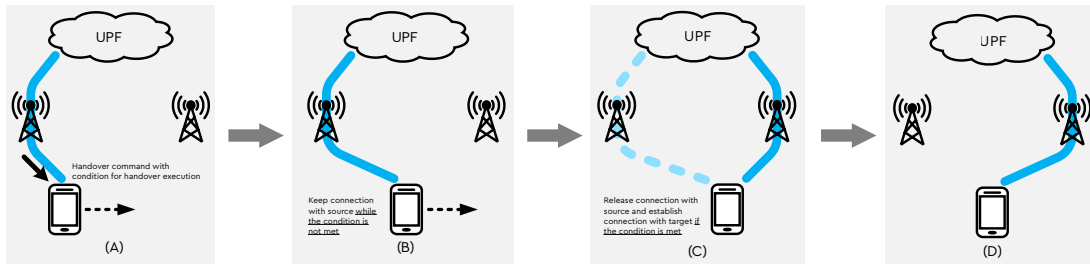 UPF
Handover command with
condition for handover execution
(A)
UPF
Keep connection
with source while
the condition is
not met
(B)
UPF
Release connection with
source and establish
connection with target if
the condition is met
(C)
UPF
(D)